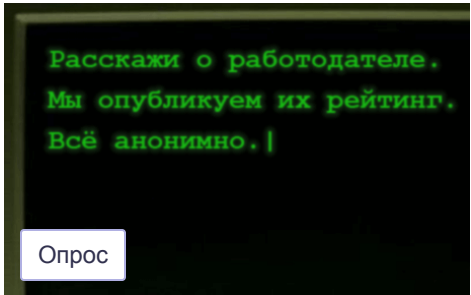 Расскажи о работодателе.
Мы опубликуем их рейтинг.
Всё анонимно.|
Опрос